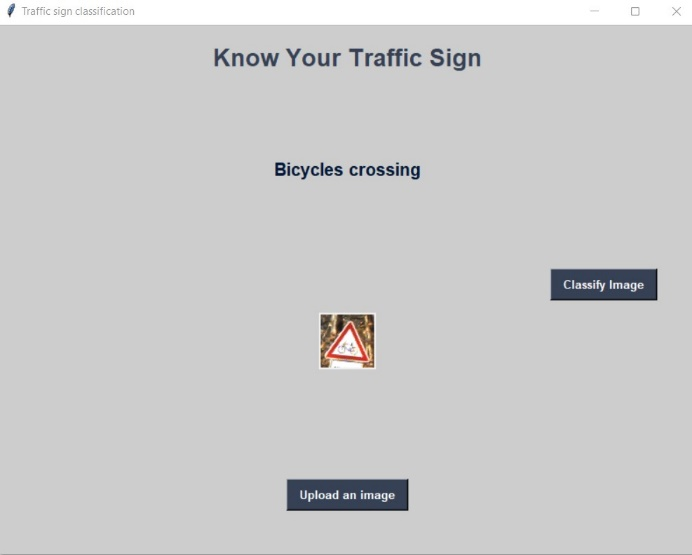 Traffic sign classification
Know Your Traffic Sign
Bicycles crossing
Classify Image
Upload an image